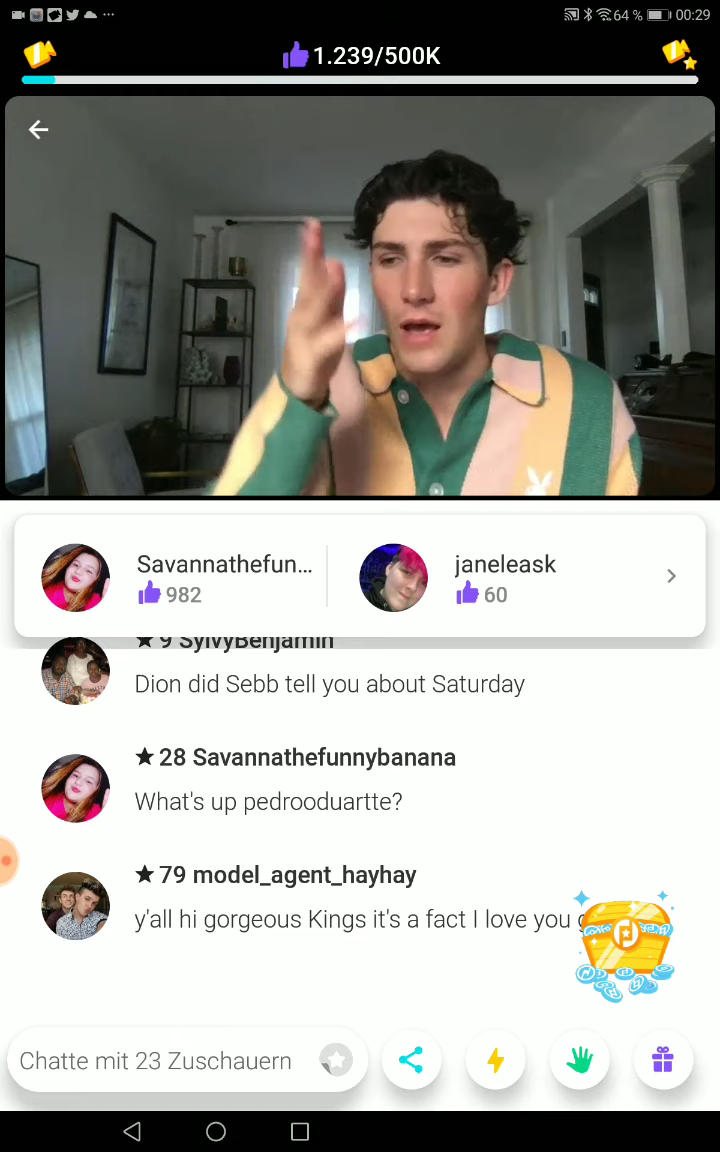 64 % 00:29
1.239/500K
Savannathefun...
982
janeleask
60
★ 9 SylvyBenjamin
Dion did Sebb tell you about Saturday
★ 28 Savannathefunnybanana
What's up pedrooduartte?
★ 79 model_agent_hayhay
y'all hi gorgeous Kings it's a fact I love you
Chatte mit 23 Zuschauern